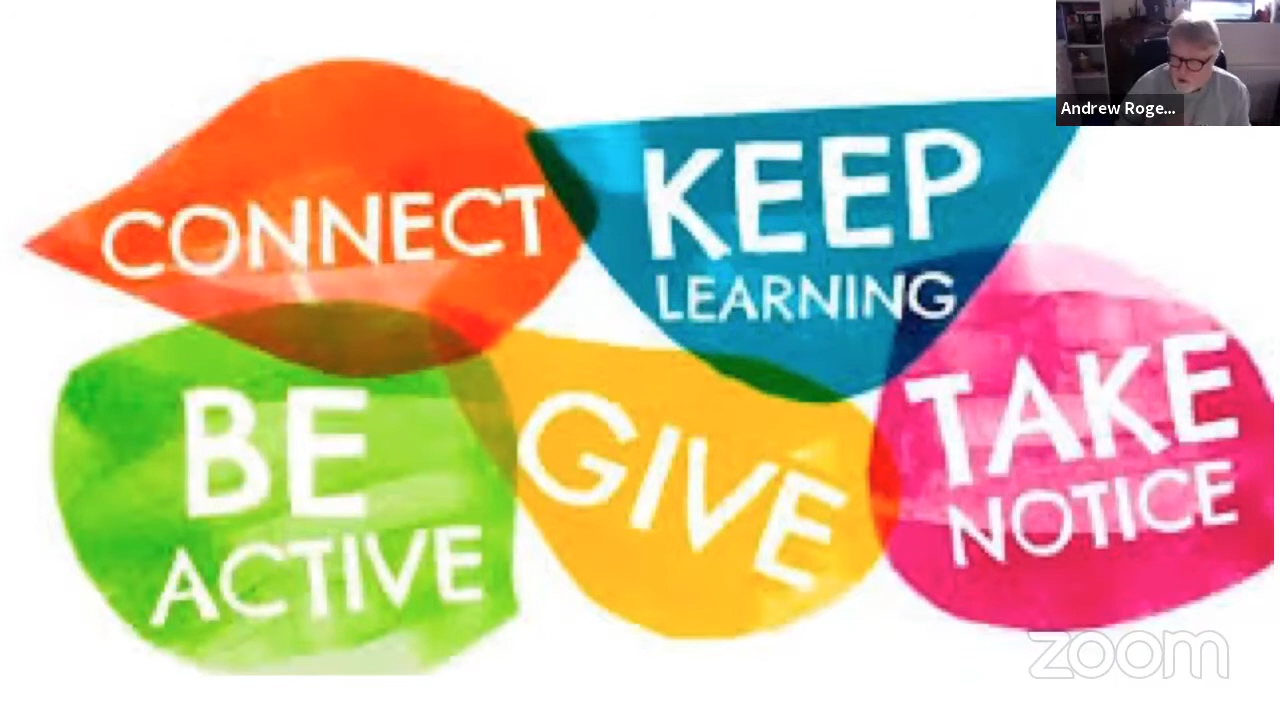 Andrew Roge...
CONNECT
KEEP
LEARNING
BE
ACTIVE
GIVE
TAKE
NOTICE
zoom